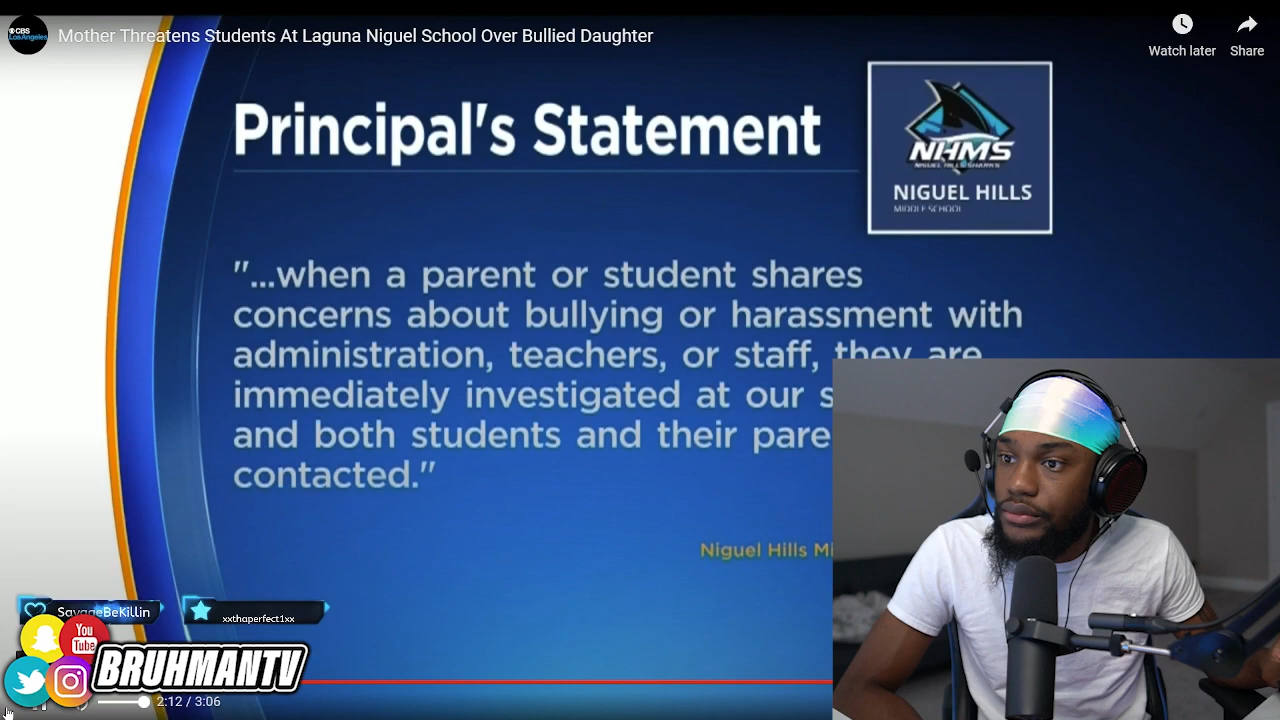 CBS
Los Angeles
Mother Threatens Students At Laguna Niguel School Over Bullied Daughter
Watch later
Share
Principal's Statement
NHMS
NIGUEL HILLS SHARKS
NIGUEL HILLS
MIDDLE SCHOOL
"...when a parent or student shares
concerns about bullying or harassment with
administration, teachers, or staff, they are
immediately investigated at our s
and both students and their pare
contacted."
Niguel Hills Mi
SavageBeKillin
xxthaperfect1xx
You
Tube
BRUHMANTV
2:12 / 3:06